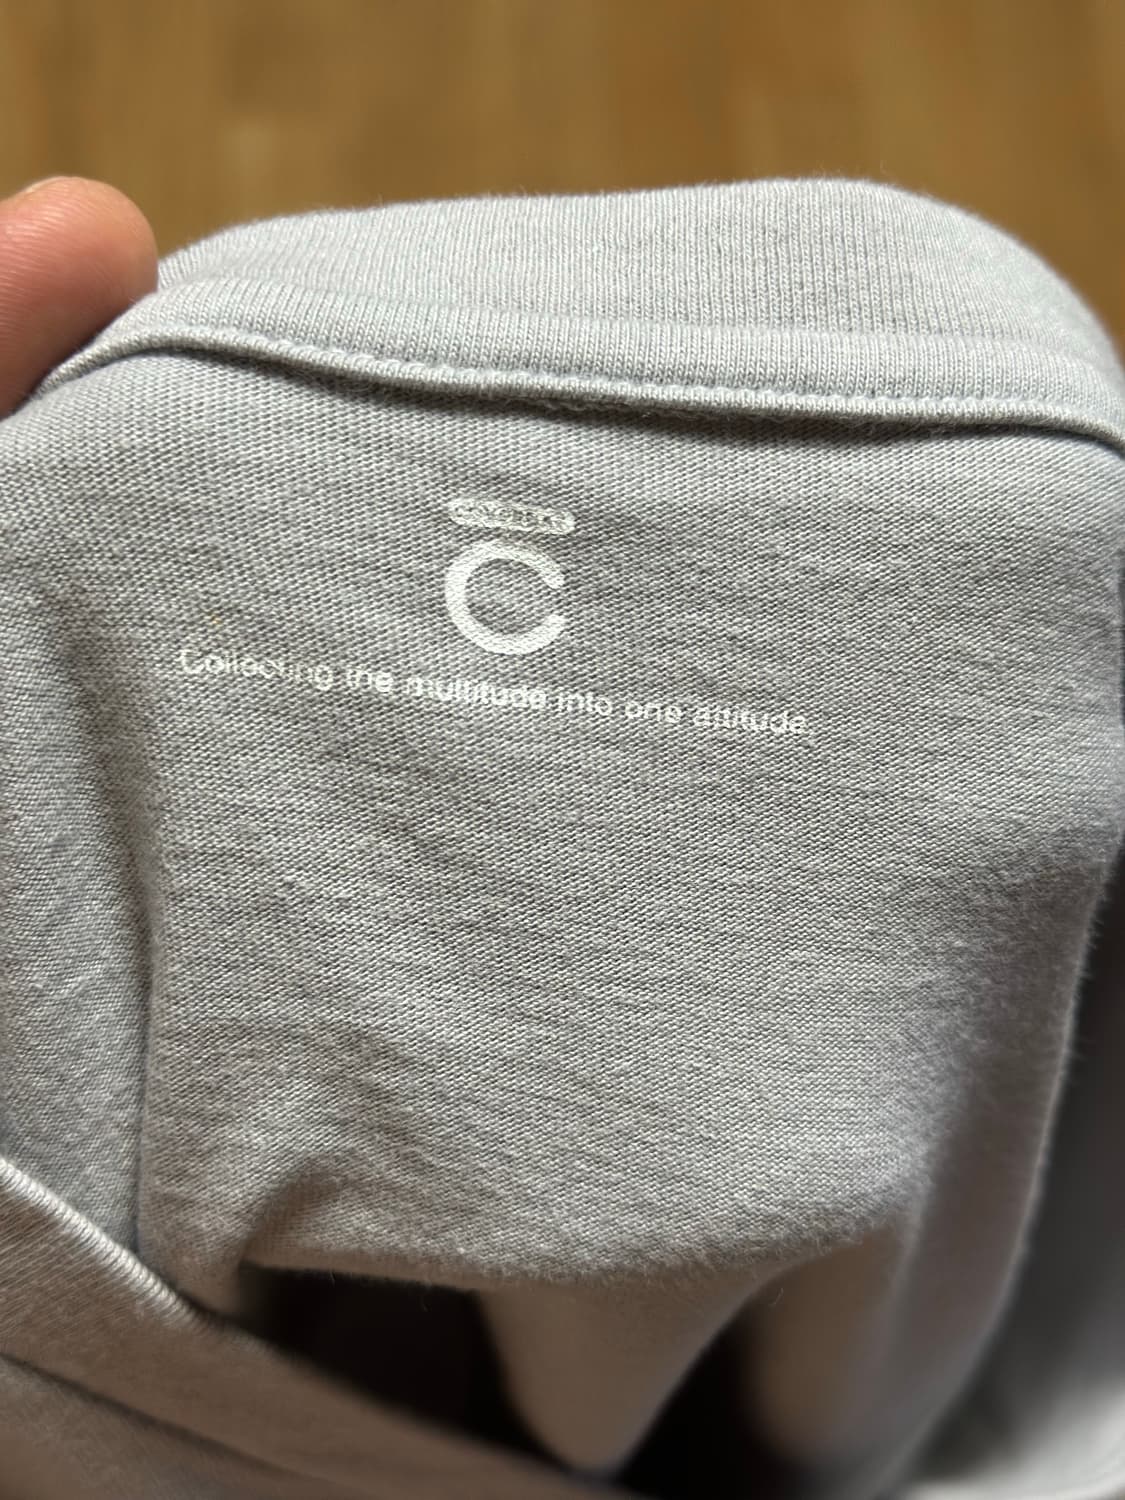 C
Collecting the multitude into one attitude.